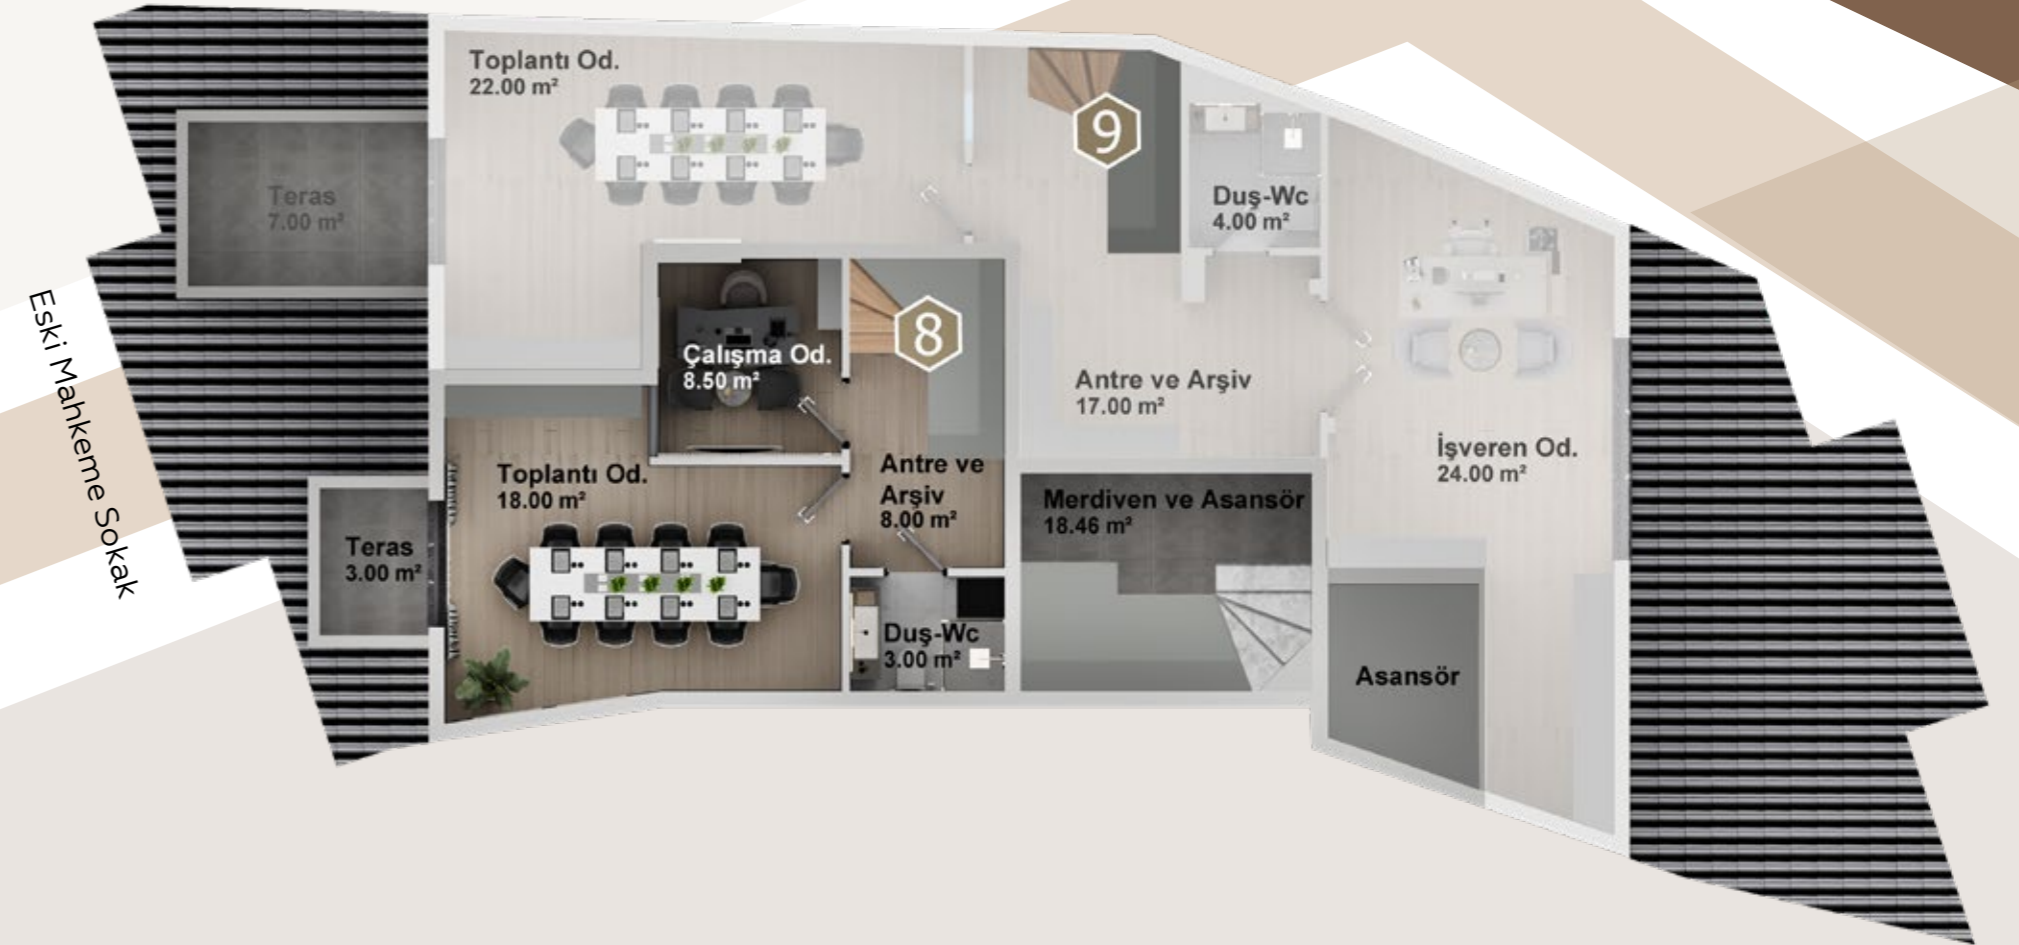 Toplantı Od.
22.00 m²
9
Teras
7.00 m²
Duş-Wc
4.00 m²
8
Çalışma Od.
8.50 m²
Antre ve Arşiv
17.00 m²
İşveren Od.
24.00 m²
Toplantı Od.
18.00 m²
Antre ve
Arşiv
8.00 m²
Merdiven ve Asansör
18.46 m²
Teras
3.00 m²
Duş-Wc
3.00 m²
Asansör
Eski Mahkeme Sokak